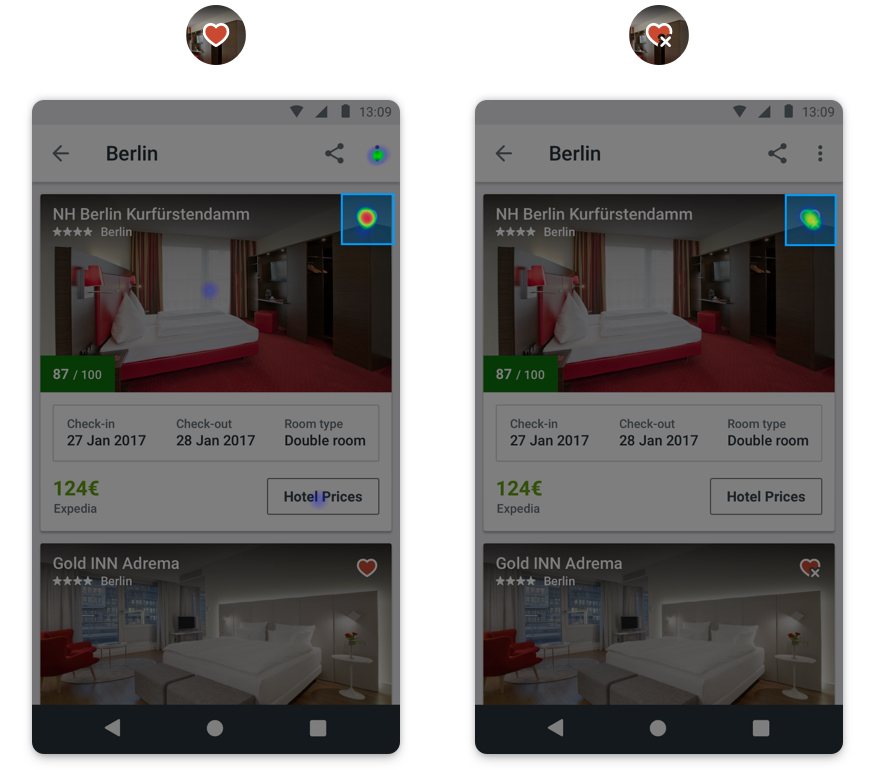 13:09
Berlin
NH Berlin Kurfürstendamm
★★★★ Berlin
87 / 100
Check-in
27 Jan 2017
Check-out
28 Jan 2017
Room type
Double room
124€
Expedia
Hotel Prices
Gold INN Adrema
★★★★ Berlin
13:09
Berlin
NH Berlin Kurfürstendamm
★★★★ Berlin
87 / 100
Check-in
27 Jan 2017
Check-out
28 Jan 2017
Room type
Double room
124€
Expedia
Hotel Prices
Gold INN Adrema
★★★★ Berlin